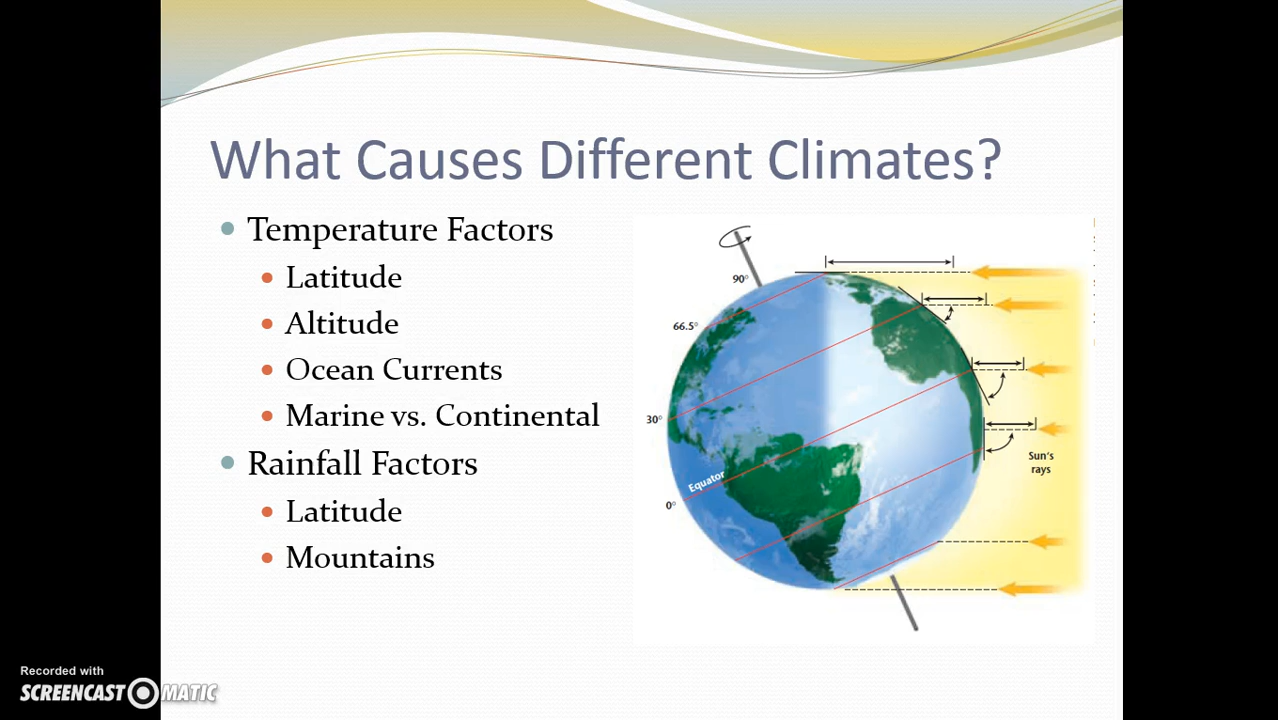 What Causes Different Climates?
Temperature Factors
Latitude
Altitude
Ocean Currents
Marine vs. Continental
Rainfall Factors
Latitude
Mountains
90°
66.5°
30°
Equator
0°
Sun's
rays
Recorded with
SCREENCAST MATIC